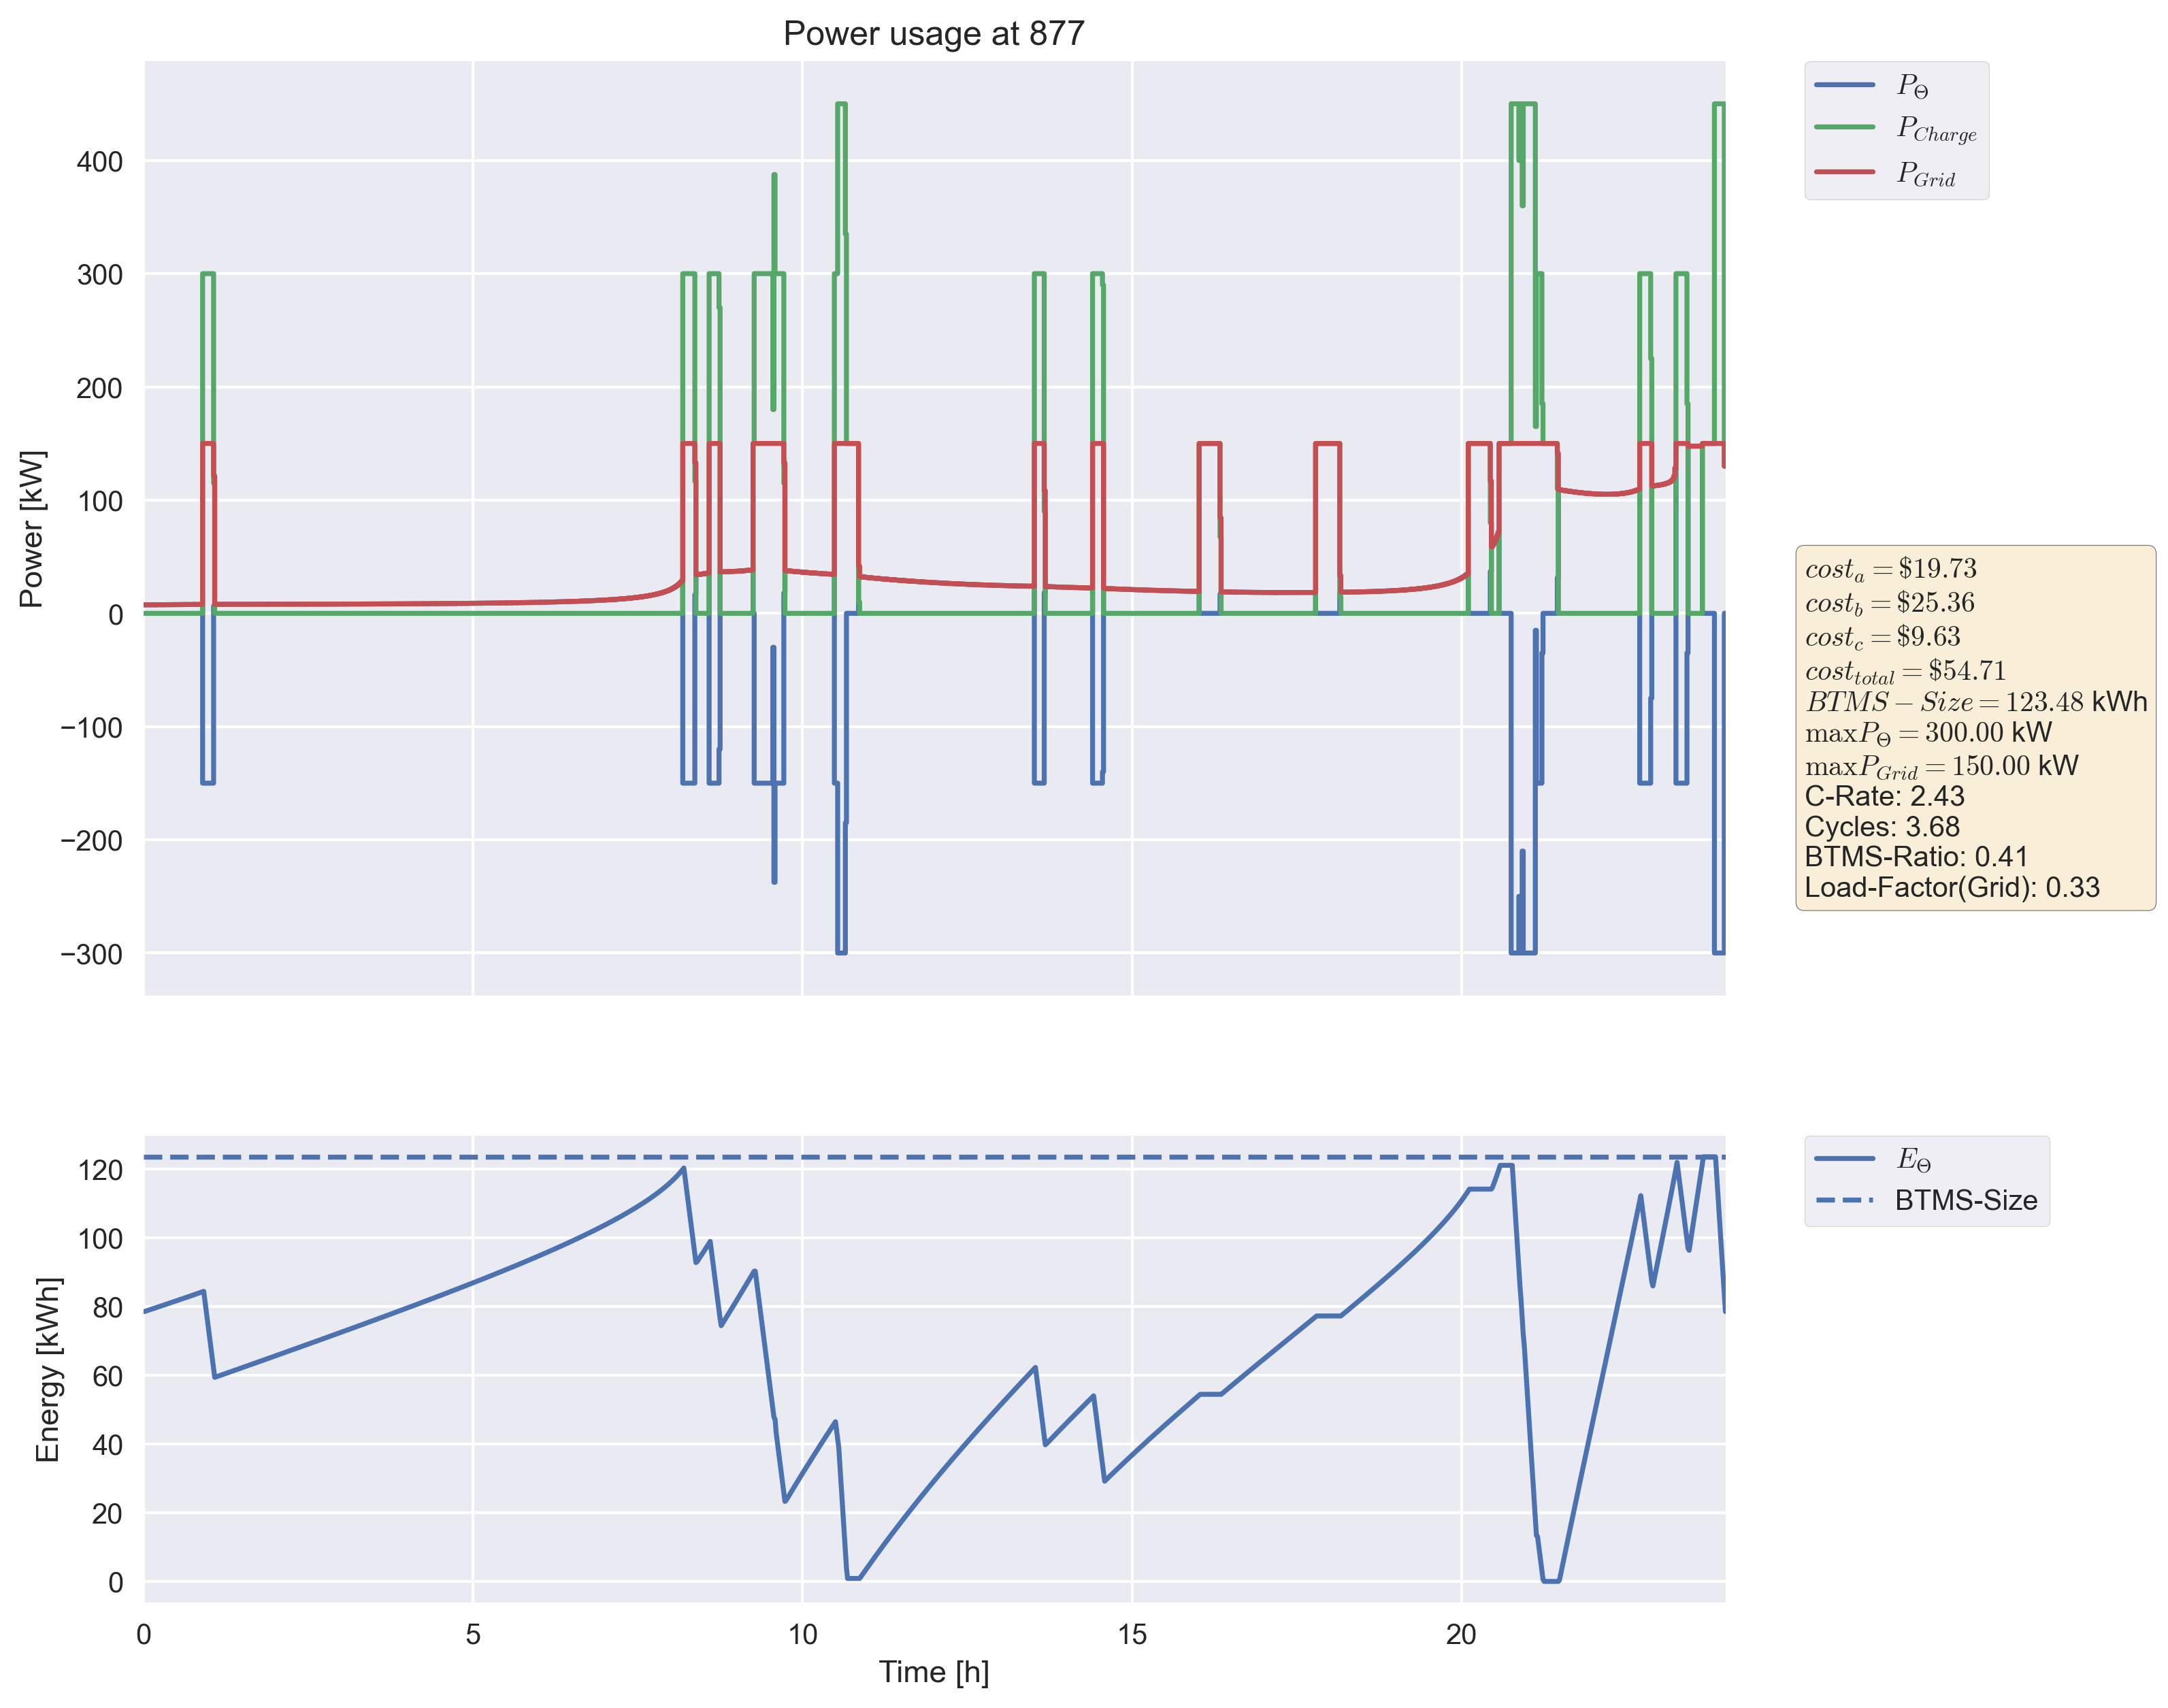 Power usage at 877
Power [kW]
400
300
200
100
0
−100
−200
−300
P_Θ
P_Charge
P_Grid
cost_a = $19.73
cost_b = $25.36
cost_c = $9.63
cost_total = $54.71
BTMS − Size = 123.48 kWh
max P_Θ = 300.00 kW
max P_Grid = 150.00 kW
C-Rate: 2.43
Cycles: 3.68
BTMS-Ratio: 0.41
Load-Factor(Grid): 0.33
Energy [kWh]
120
100
80
60
40
20
0
E_Θ
BTMS-Size
0 5 10 15 20
Time [h]